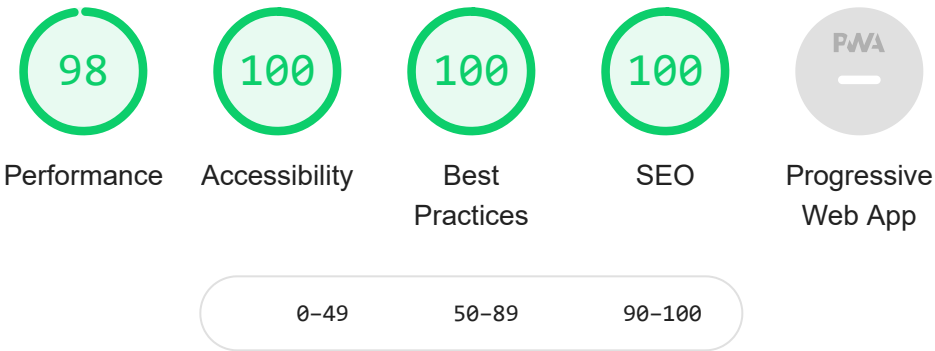 98 100 100 100 PWA
Performance Accessibility Best Practices SEO Progressive Web App
0–49 50–89 90–100